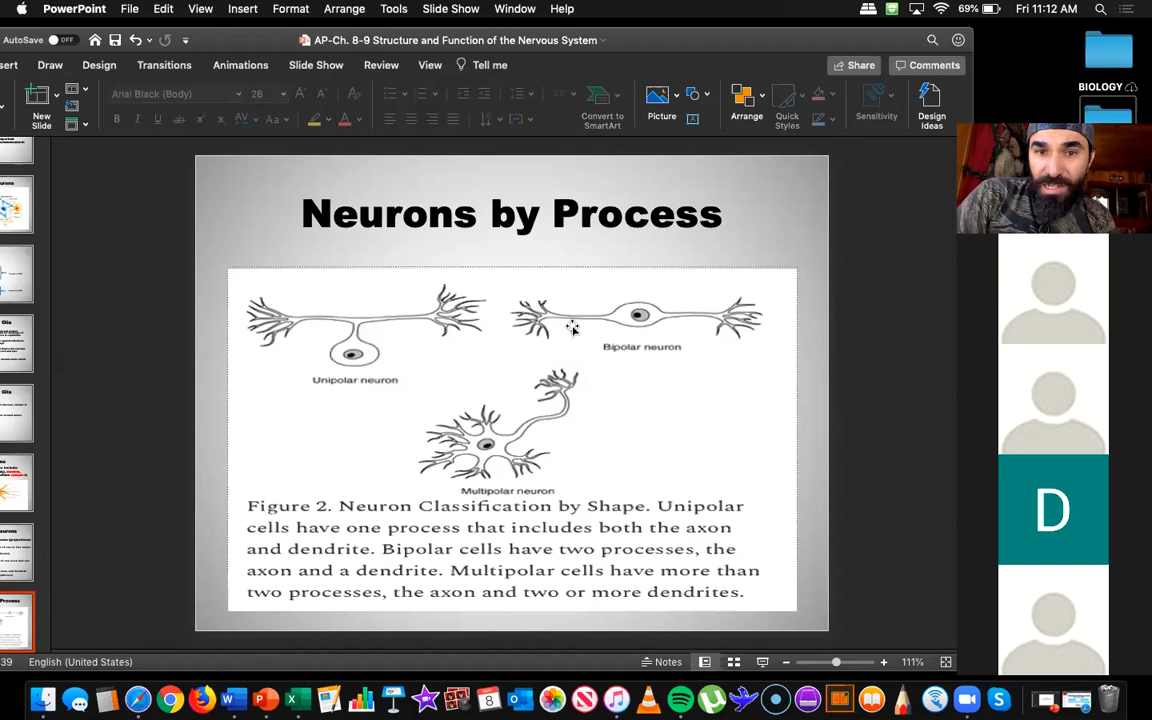 PowerPoint File Edit View Insert Format Arrange Tools Slide Show Window Help 69% Fri 11:12 AM
AutoSave OFF AP-Ch. 8-9 Structure and Function of the Nervous System
sert Draw Design Transitions Animations Slide Show Review View Tell me Share Comments
Arial Black (Body) 26
New Slide
Convert to SmartArt
Picture
Arrange
Quick Styles
Sensitivity
Design Ideas
BIOLOGY
Neurons by Process
Unipolar neuron
Bipolar neuron
Multipolar neuron
Figure 2. Neuron Classification by Shape. Unipolar
cells have one process that includes both the axon
and dendrite. Bipolar cells have two processes, the
axon and a dendrite. Multipolar cells have more than
two processes, the axon and two or more dendrites.
D
39 English (United States) Notes 111%